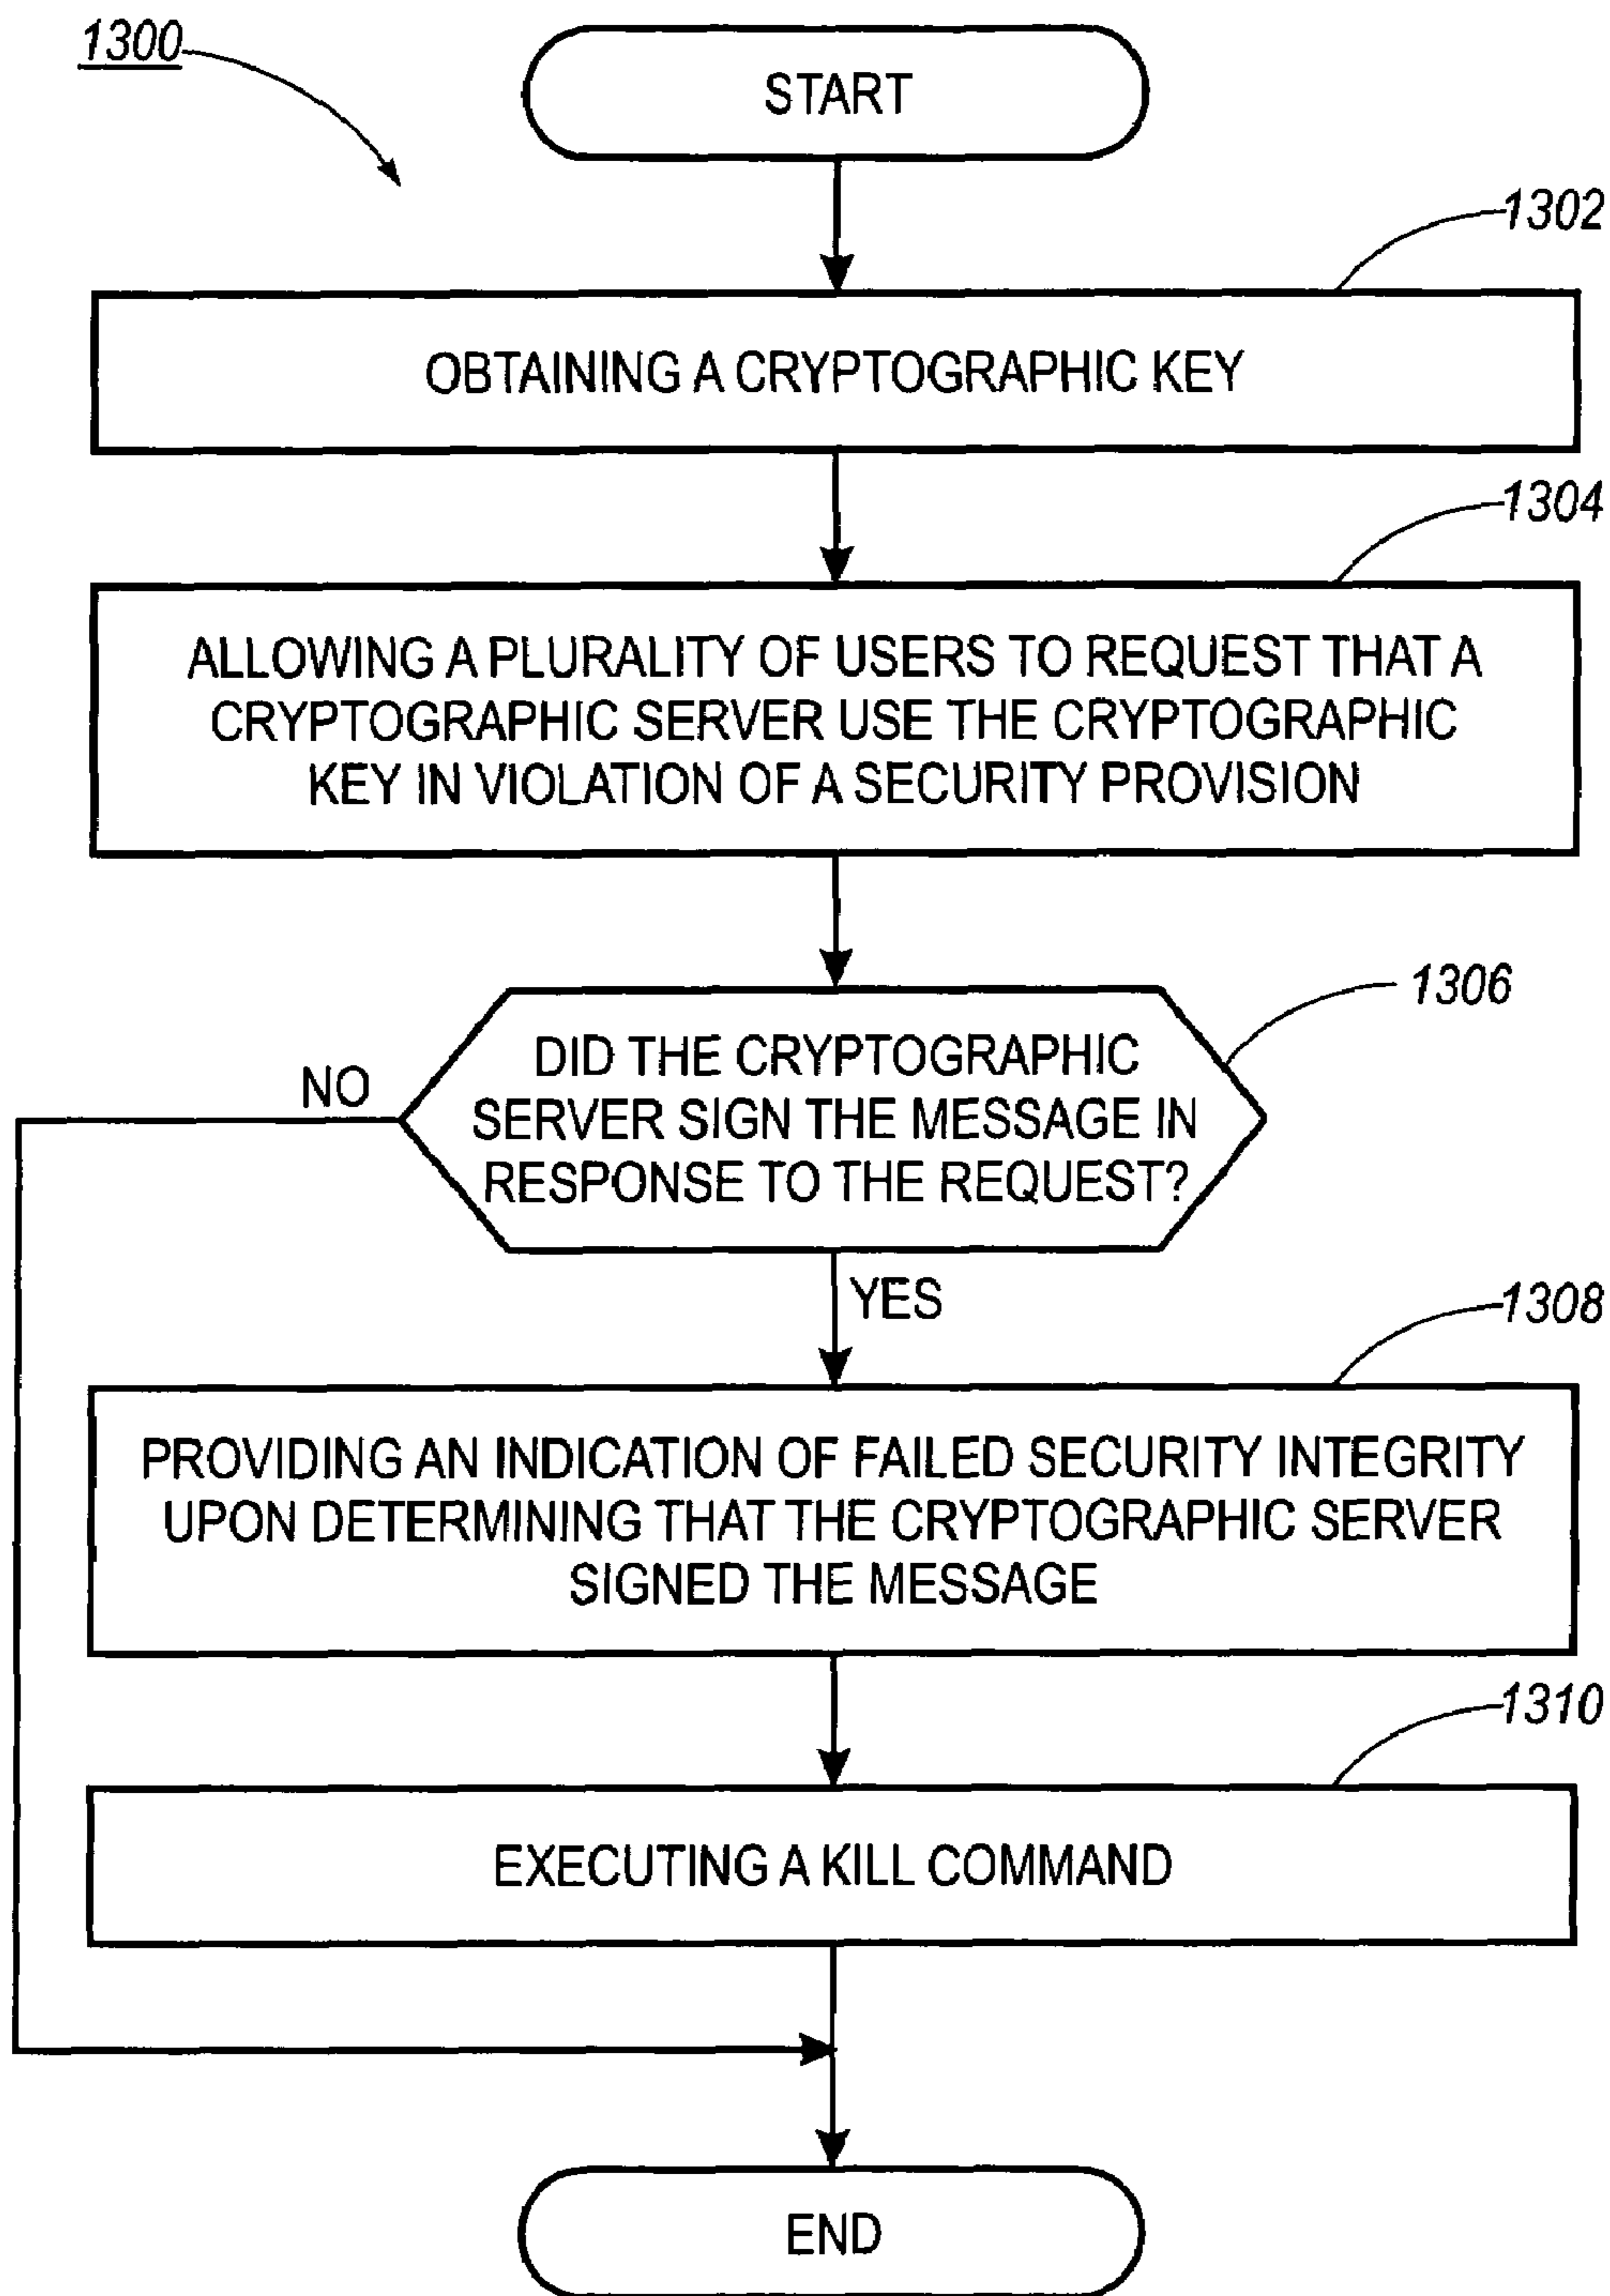 1300
START
1302
OBTAINING A CRYPTOGRAPHIC KEY
1304
ALLOWING A PLURALITY OF USERS TO REQUEST THAT A
CRYPTOGRAPHIC SERVER USE THE CRYPTOGRAPHIC
KEY IN VIOLATION OF A SECURITY PROVISION
1306
DID THE CRYPTOGRAPHIC
SERVER SIGN THE MESSAGE IN
RESPONSE TO THE REQUEST?
NO
YES
1308
PROVIDING AN INDICATION OF FAILED SECURITY INTEGRITY
UPON DETERMINING THAT THE CRYPTOGRAPHIC SERVER
SIGNED THE MESSAGE
1310
EXECUTING A KILL COMMAND
END